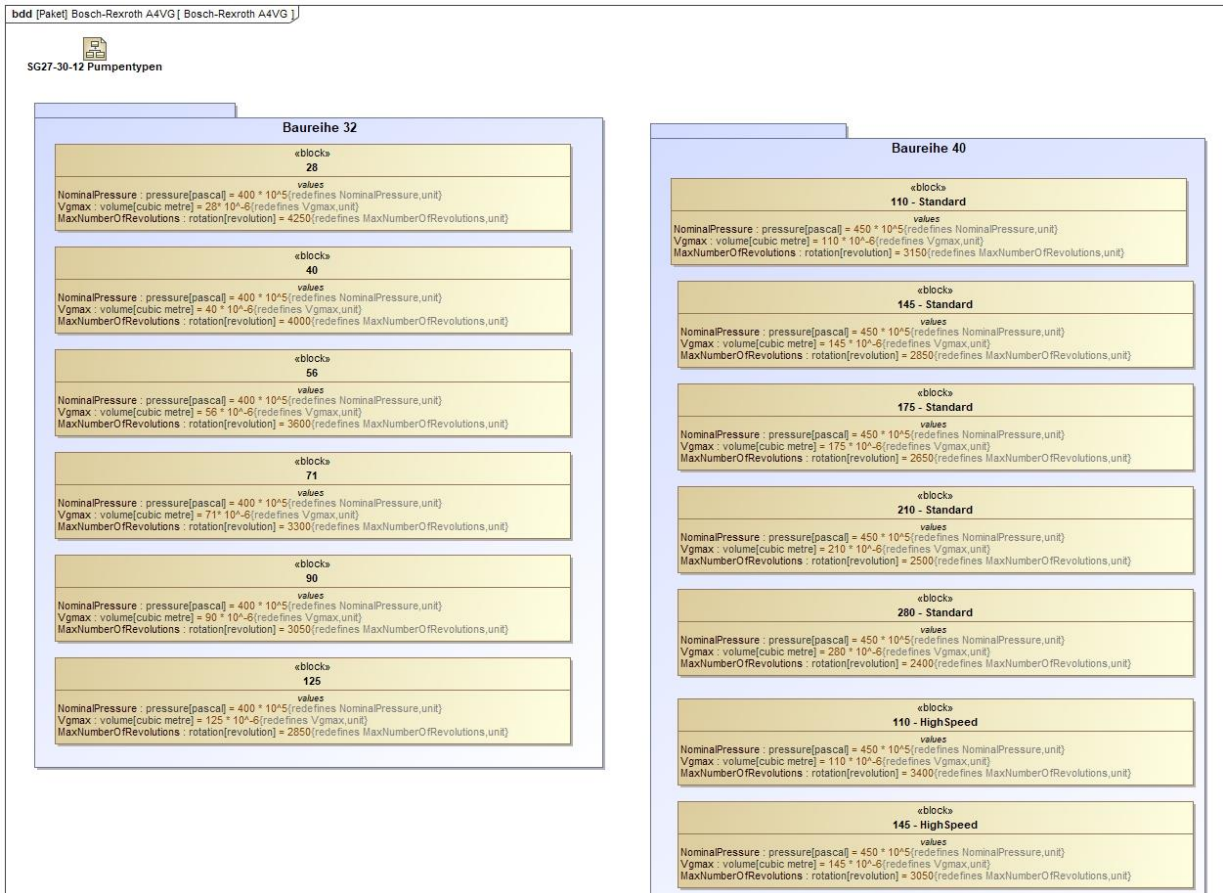 bdd [Paket] Bosch-Rexroth A4VG [ Bosch-Rexroth A4VG ]
SG27-30-12 Pumpentypen
Baureihe 32
«block»
28
values
NominalPressure : pressure[pascal] = 400 * 10^5{redefines NominalPressure,unit}
Vgmax : volume[cubic metre] = 28* 10^-6{redefines Vgmax,unit}
MaxNumberOfRevolutions : rotation[revolution] = 4250{redefines MaxNumberOfRevolutions,unit}
«block»
40
values
NominalPressure : pressure[pascal] = 400 * 10^5{redefines NominalPressure,unit}
Vgmax : volume[cubic metre] = 40 * 10^-6{redefines Vgmax,unit}
MaxNumberOfRevolutions : rotation[revolution] = 4000{redefines MaxNumberOfRevolutions,unit}
«block»
56
values
NominalPressure : pressure[pascal] = 400 * 10^5{redefines NominalPressure,unit}
Vgmax : volume[cubic metre] = 56 * 10^-6{redefines Vgmax,unit}
MaxNumberOfRevolutions : rotation[revolution] = 3600{redefines MaxNumberOfRevolutions,unit}
«block»
71
values
NominalPressure : pressure[pascal] = 400 * 10^5{redefines NominalPressure,unit}
Vgmax : volume[cubic metre] = 71* 10^-6{redefines Vgmax,unit}
MaxNumberOfRevolutions : rotation[revolution] = 3300{redefines MaxNumberOfRevolutions,unit}
«block»
90
values
NominalPressure : pressure[pascal] = 400 * 10^5{redefines NominalPressure,unit}
Vgmax : volume[cubic metre] = 90 * 10^-6{redefines Vgmax,unit}
MaxNumberOfRevolutions : rotation[revolution] = 3050{redefines MaxNumberOfRevolutions,unit}
«block»
125
values
NominalPressure : pressure[pascal] = 400 * 10^5{redefines NominalPressure,unit}
Vgmax : volume[cubic metre] = 125 * 10^-6{redefines Vgmax,unit}
MaxNumberOfRevolutions : rotation[revolution] = 2850{redefines MaxNumberOfRevolutions,unit}
Baureihe 40
«block»
110 - Standard
values
NominalPressure : pressure[pascal] = 450 * 10^5{redefines NominalPressure,unit}
Vgmax : volume[cubic metre] = 110 * 10^-6{redefines Vgmax,unit}
MaxNumberOfRevolutions : rotation[revolution] = 3150{redefines MaxNumberOfRevolutions,unit}
«block»
145 - Standard
values
NominalPressure : pressure[pascal] = 450 * 10^5{redefines NominalPressure,unit}
Vgmax : volume[cubic metre] = 145 * 10^-6{redefines Vgmax,unit}
MaxNumberOfRevolutions : rotation[revolution] = 2850{redefines MaxNumberOfRevolutions,unit}
«block»
175 - Standard
values
NominalPressure : pressure[pascal] = 450 * 10^5{redefines NominalPressure,unit}
Vgmax : volume[cubic metre] = 175 * 10^-6{redefines Vgmax,unit}
MaxNumberOfRevolutions : rotation[revolution] = 2650{redefines MaxNumberOfRevolutions,unit}
«block»
210 - Standard
values
NominalPressure : pressure[pascal] = 450 * 10^5{redefines NominalPressure,unit}
Vgmax : volume[cubic metre] = 210 * 10^-6{redefines Vgmax,unit}
MaxNumberOfRevolutions : rotation[revolution] = 2500{redefines MaxNumberOfRevolutions,unit}
«block»
280 - Standard
values
NominalPressure : pressure[pascal] = 450 * 10^5{redefines NominalPressure,unit}
Vgmax : volume[cubic metre] = 280 * 10^-6{redefines Vgmax,unit}
MaxNumberOfRevolutions : rotation[revolution] = 2400{redefines MaxNumberOfRevolutions,unit}
«block»
110 - HighSpeed
values
NominalPressure : pressure[pascal] = 450 * 10^5{redefines NominalPressure,unit}
Vgmax : volume[cubic metre] = 110 * 10^-6{redefines Vgmax,unit}
MaxNumberOfRevolutions : rotation[revolution] = 3400{redefines MaxNumberOfRevolutions,unit}
«block»
145 - HighSpeed
values
NominalPressure : pressure[pascal] = 450 * 10^5{redefines NominalPressure,unit}
Vgmax : volume[cubic metre] = 145 * 10^-6{redefines Vgmax,unit}
MaxNumberOfRevolutions : rotation[revolution] = 3050{redefines MaxNumberOfRevolutions,unit}